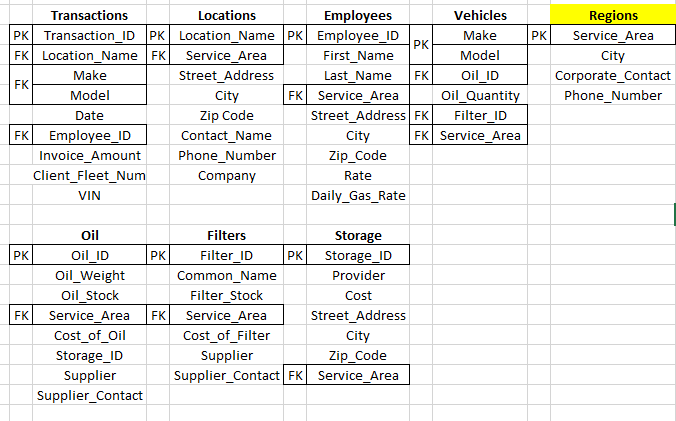 Transactions Locations Employees Vehicles Regions
PK Transaction_ID PK Location_Name PK Employee_ID PK Make PK Service_Area
FK Location_Name FK Service_Area First_Name Model City
FK Make Street_Address Last_Name FK Oil_ID Corporate_Contact
Model City FK Service_Area Oil_Quantity Phone_Number
Date Zip Code Street_Address FK Filter_ID
FK Employee_ID Contact_Name City FK Service_Area
Invoice_Amount Phone_Number Zip_Code
Client_Fleet_Num Company Rate
VIN Daily_Gas_Rate
Oil Filters Storage
PK Oil_ID PK Filter_ID PK Storage_ID
Oil_Weight Common_Name Provider
Oil_Stock Filter_Stock Cost
FK Service_Area FK Service_Area Street_Address
Cost_of_Oil Cost_of_Filter City
Storage_ID Supplier Zip_Code
Supplier Supplier_Contact FK Service_Area
Supplier_Contact